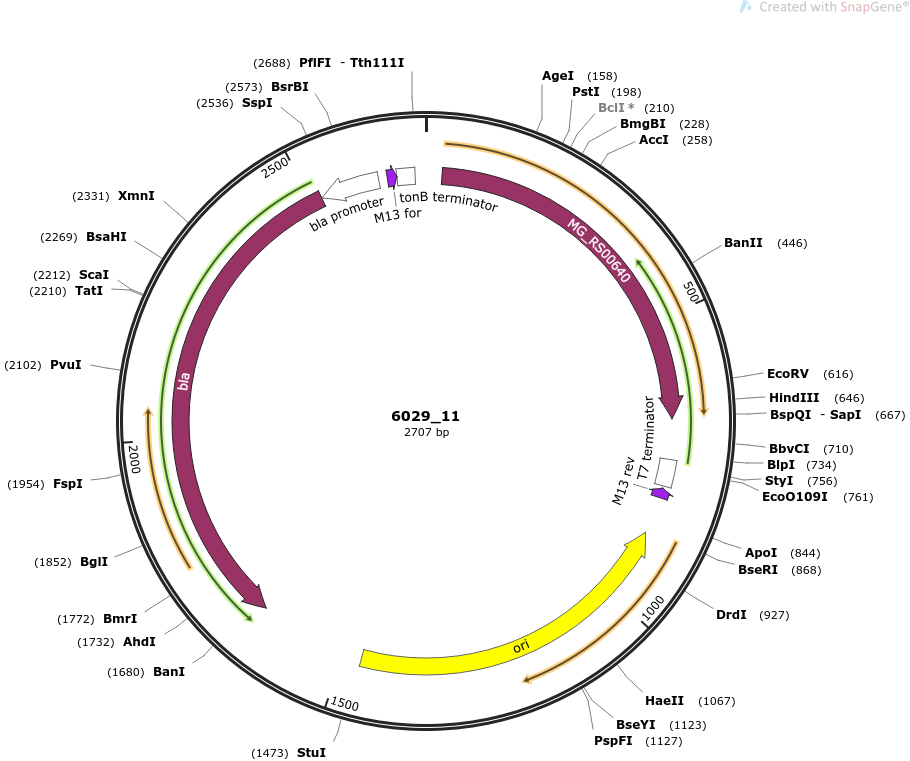 Created with SnapGene®
(2688) PflFI - Tth111I
(2573) BsrBI
(2536) SspI
(2331) XmnI
(2269) BsaHI
(2212) ScaI
(2210) TatI
(2102) PvuI
(1954) FspI
(1852) BglI
(1772) BmrI
(1732) AhdI
(1680) BanI
(1473) StuI
AgeI (158)
PstI (198)
BclI * (210)
BmgBI (228)
AccI (258)
BanII (446)
EcoRV (616)
HindIII (646)
BspQI - SapI (667)
BbvCI (710)
BlpI (734)
StyI (756)
EcoO109I (761)
ApoI (844)
BseRI (868)
DrdI (927)
HaeII (1067)
BseYI (1123)
PspFI (1127)
500
1000
1500
2000
2500
bla promoter
M13 for
tonB terminator
MG_RS00640
T7 terminator
M13 rev
ori
bla
6029_11
2707 bp